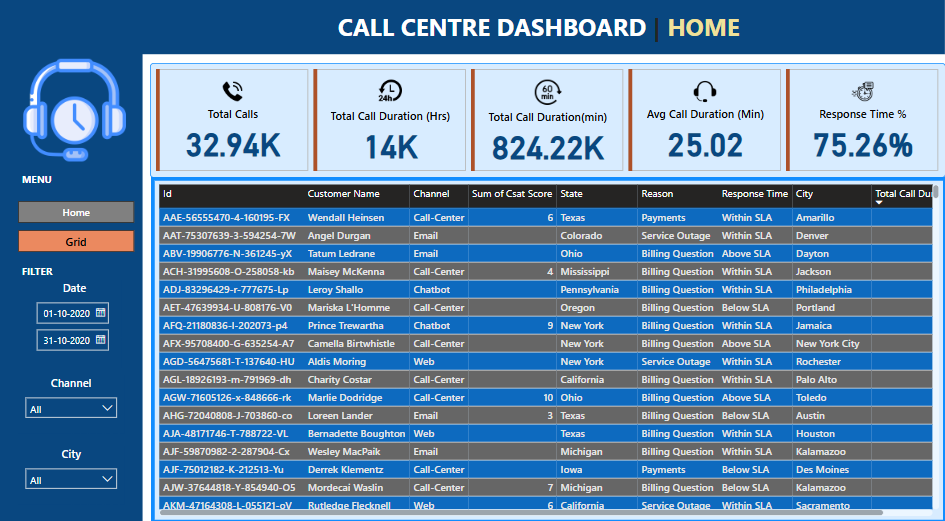 CALL CENTRE DASHBOARD | HOME
24h
60
min
Total Calls
32.94K
Total Call Duration (Hrs)
14K
Total Call Duration(min)
824.22K
Avg Call Duration (Min)
25.02
Response Time %
75.26%
MENU
Home
Grid
FILTER
Date
01-10-2020
31-10-2020
Channel
All
City
All
Id Customer Name Channel Sum of Csat Score State Reason Response Time City Total Call Du
AAE-56555470-4-160195-FX Wendall Heinsen Call-Center 6 Texas Payments Within SLA Amarillo
AAT-75307639-3-594254-7W Angel Durgan Email Colorado Service Outage Within SLA Denver
ABV-19906776-N-361245-yX Tatum Ledrane Email Ohio Billing Question Above SLA Dayton
ACH-31995608-O-258058-kb Maisey McKenna Call-Center 4 Mississippi Billing Question Within SLA Jackson
ADJ-83296429-r-777675-Lp Leroy Shallo Chatbot Pennsylvania Billing Question Within SLA Philadelphia
AET-47639934-U-808176-V0 Mariska L'Homme Call-Center Oregon Billing Question Below SLA Portland
AFQ-21180836-I-202073-p4 Prince Trewartha Chatbot 9 New York Billing Question Within SLA Jamaica
AFX-95708400-G-635254-A7 Camella Birtwhistle Call-Center New York Billing Question Above SLA New York City
AGD-56475681-T-137640-HU Aldis Moring Web New York Service Outage Within SLA Rochester
AGL-18926193-m-791969-dh Charity Costar Call-Center California Billing Question Within SLA Palo Alto
AGW-71605126-x-848666-rk Marlie Dodridge Call-Center 10 Ohio Billing Question Above SLA Toledo
AHG-72040808-J-703860-co Loreen Lander Email 3 Texas Billing Question Below SLA Austin
AJA-48171746-T-788722-VL Bernadette Boughton Web Texas Billing Question Within SLA Houston
AJF-59870982-2-287904-Cx Wesley MacPaik Email Michigan Billing Question Within SLA Kalamazoo
AJF-75012182-K-212513-Yu Derrek Klementz Call-Center Iowa Payments Below SLA Des Moines
AJW-37644818-Y-854940-O5 Mordecai Waslin Call-Center 7 Michigan Billing Question Below SLA Kalamazoo
AKM-47164308-L-055121-oV Rutledge Flecknell Web 6 California Service Outage Within SLA Sacramento